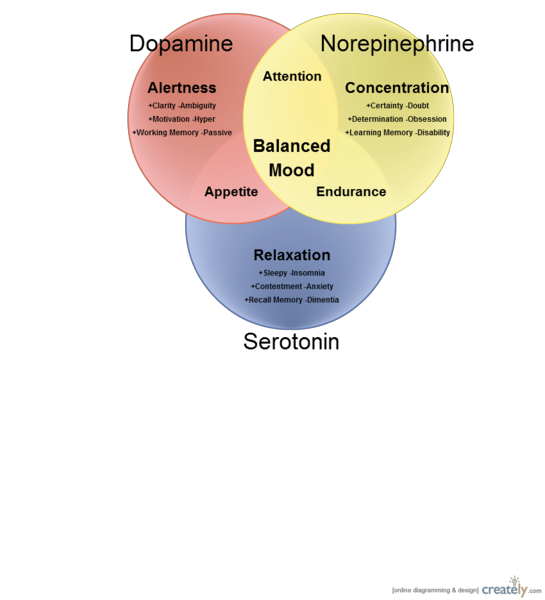 Dopamine
Norepinephrine
Attention
Alertness
+Clarity -Ambiguity
+Motivation -Hyper
+Working Memory -Passive
Concentration
+Certainty -Doubt
+Determination -Obsession
+Learning Memory -Disability
Balanced
Mood
Appetite
Endurance
Relaxation
+Sleepy -Insomnia
+Contentment -Anxiety
+Recall Memory -Dimentia
Serotonin
[online diagramming & design] creately.com